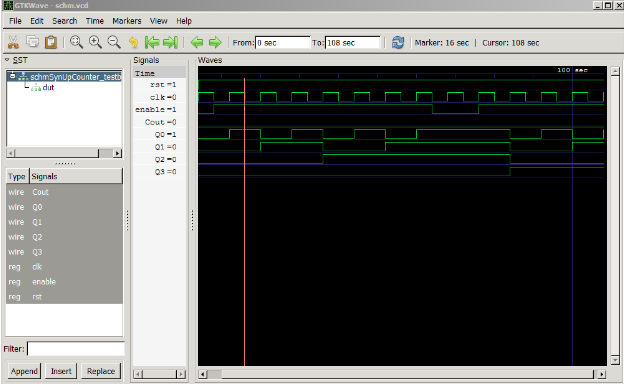 GTKWave - schm.vcd
File Edit Search Time Markers View Help
From: 0 sec To: 108 sec Marker: 16 sec | Cursor: 108 sec
SST
schmSynUpCounter_testb
dut
Type Signals
wire Cout
wire Q0
wire Q1
wire Q2
wire Q3
reg clk
reg enable
reg rst
Filter:
Append Insert Replace
Signals
Time
rst =1
clk=0
enable=1
Cout =0
Q0 =1
Q1 =0
Q2 =0
Q3 =0
Waves
100 sec